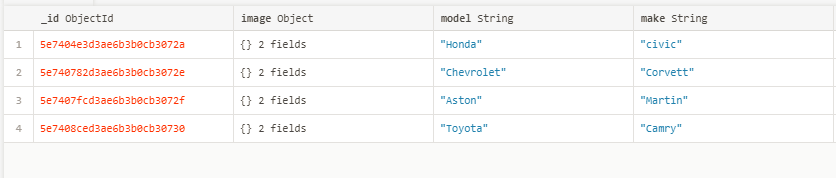 _id ObjectId image Object model String make String
1 5e7404e3d3ae6b3b0cb3072a {} 2 fields "Honda" "civic"
2 5e740782d3ae6b3b0cb3072e {} 2 fields "Chevrolet" "Corvett"
3 5e7407fcd3ae6b3b0cb3072f {} 2 fields "Aston" "Martin"
4 5e7408ced3ae6b3b0cb30730 {} 2 fields "Toyota" "Camry"